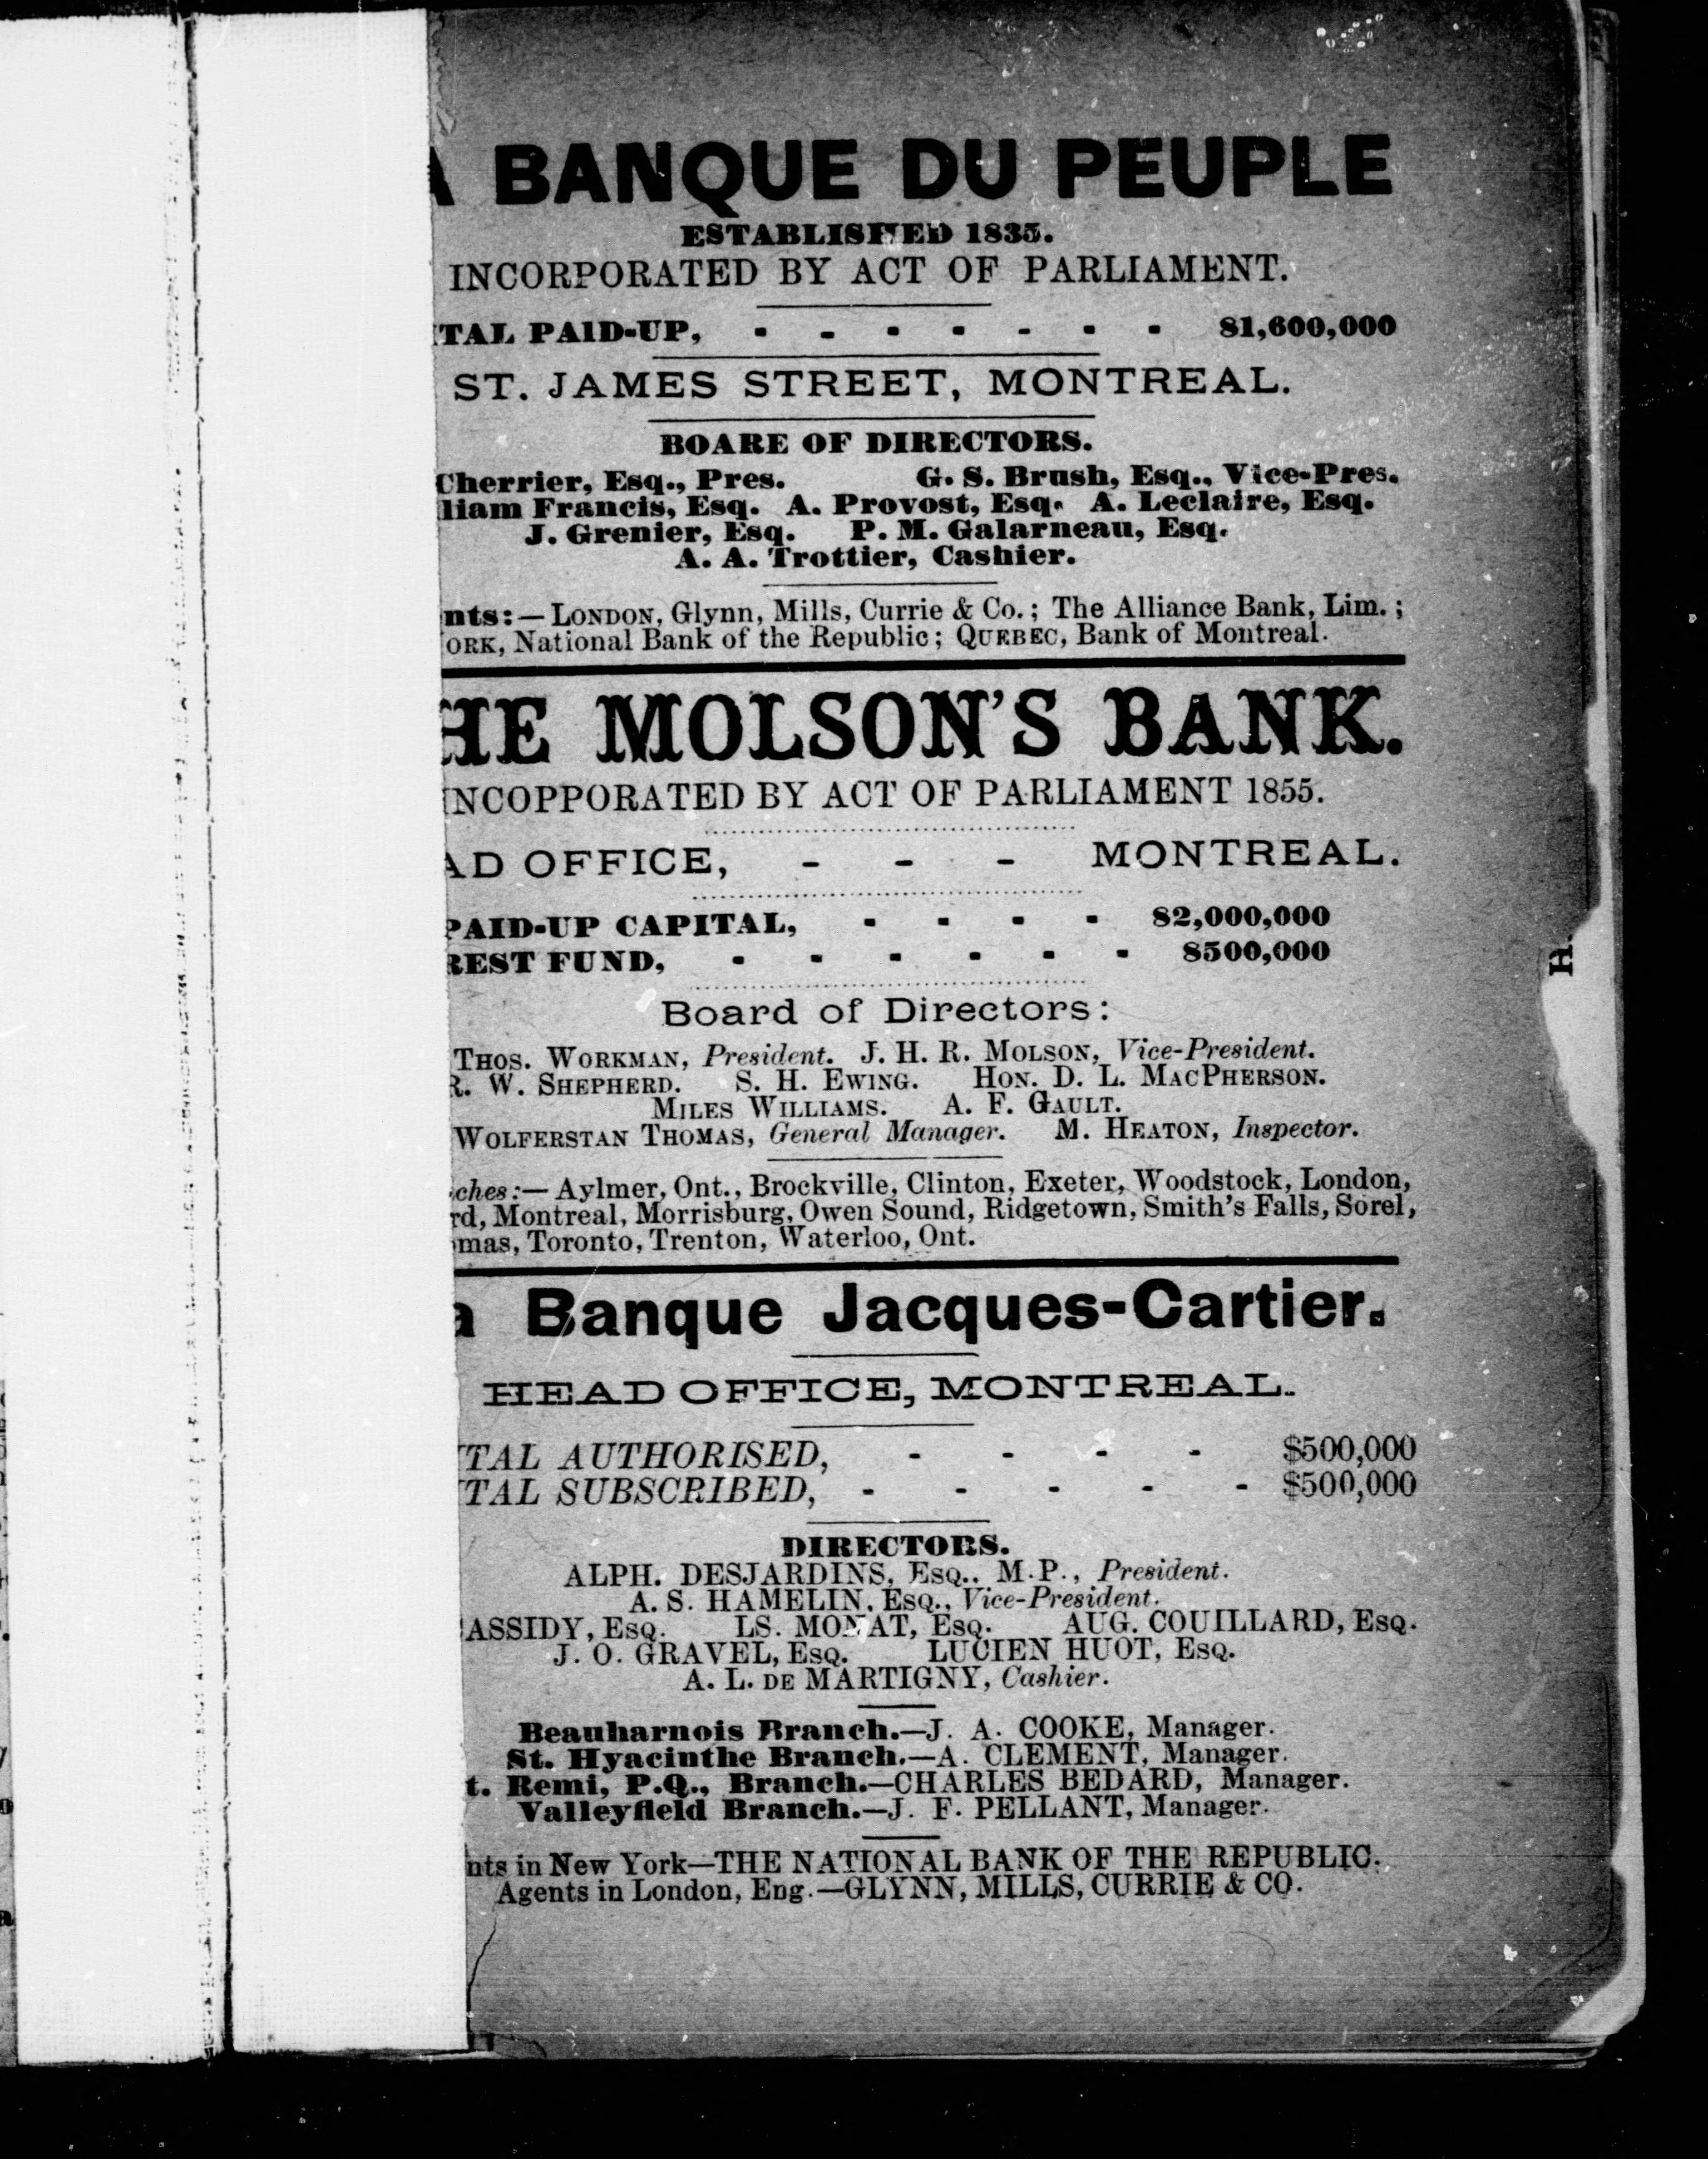 A BANQUE DU PEUPLE
ESTABLISHED 1835.
INCORPORATED BY ACT OF PARLIAMENT.
ITAL PAID-UP, - - - - - - - $1,600,000
ST. JAMES STREET, MONTREAL.
BOARE OF DIRECTORS.
Cherrier, Esq., Pres. G. S. Brush, Esq., Vice-Pres.
liam Francis, Esq. A. Provost, Esq. A. Leclaire, Esq.
J. Grenier, Esq. P. M. Galarneau, Esq.
A. A. Trottier, Cashier.
nts:—LONDON, Glynn, Mills, Currie & Co.; The Alliance Bank, Lim.;
ORK, National Bank of the Republic; QUEBEC, Bank of Montreal.
HE MOLSON'S BANK.
INCOPPORATED BY ACT OF PARLIAMENT 1855.
AD OFFICE, - - - MONTREAL.
PAID-UP CAPITAL, - - - - $2,000,000
REST FUND, - - - - - - $500,000
H.
Board of Directors:
THOS. WORKMAN, President. J. H. R. MOLSON, Vice-President.
R. W. SHEPHERD. S. H. EWING. HON. D. L. MACPHERSON.
MILES WILLIAMS. A. F. GAULT.
WOLFERSTAN THOMAS, General Manager. M. HEATON, Inspector.
ches:—Aylmer, Ont., Brockville, Clinton, Exeter, Woodstock, London,
rd, Montreal, Morrisburg, Owen Sound, Ridgetown, Smith's Falls, Sorel,
mas, Toronto, Trenton, Waterloo, Ont.
a Banque Jacques-Cartier.
HEAD OFFICE, MONTREAL.
TAL AUTHORISED, - - - - $500,000
TAL SUBSCRIBED, - - - - - $500,000
DIRECTORS.
ALPH. DESJARDINS, ESQ., M.P., President.
A. S. HAMELIN, ESQ., Vice-President.
ASSIDY, ESQ. LS. MONAT, ESQ. AUG. COUILLARD, ESQ.
J. O. GRAVEL, ESQ. LUCIEN HUOT, ESQ.
A. L. DE MARTIGNY, Cashier.
Beauharnois Branch.—J. A. COOKE, Manager.
St. Hyacinthe Branch.—A. CLEMENT, Manager.
t. Remi, P.Q., Branch.—CHARLES BEDARD, Manager.
Valleyfield Branch.—J. F. PELLANT, Manager.
nts in New York—THE NATIONAL BANK OF THE REPUBLIC.
Agents in London, Eng.—GLYNN, MILLS, CURRIE & CO.